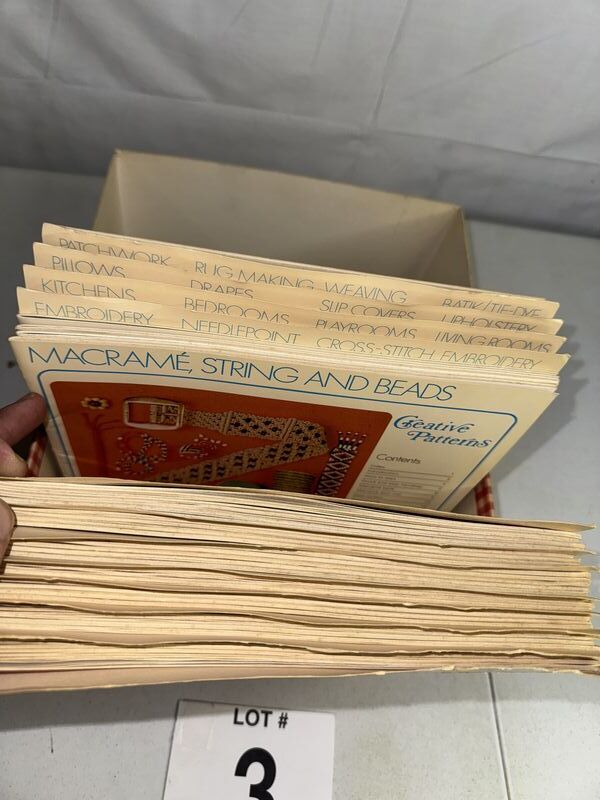 PATCHWORK RUG MAKING WEAVING BATIK/TIE-DYE
PILLOWS DRAPES SLIP COVERS UPHOLSTERY
KITCHENS BEDROOMS PLAYROOMS LIVING ROOMS
EMBROIDERY NEEDLEPOINT CROSS-STITCH EMBROIDERY
MACRAMÉ, STRING AND BEADS
Creative
Patterns
Contents
LOT #
3